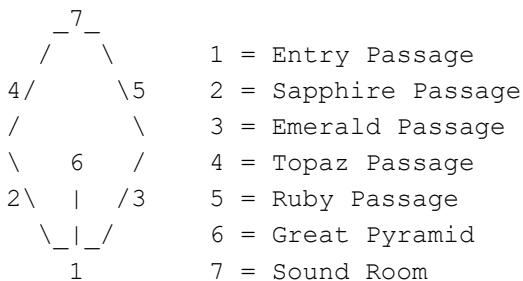 _7_
/ \ 1 = Entry Passage
4/ \5 2 = Sapphire Passage
/ \ 3 = Emerald Passage
\ 6 / 4 = Topaz Passage
2\ | /3 5 = Ruby Passage
\_|_/ 6 = Great Pyramid
1 7 = Sound Room